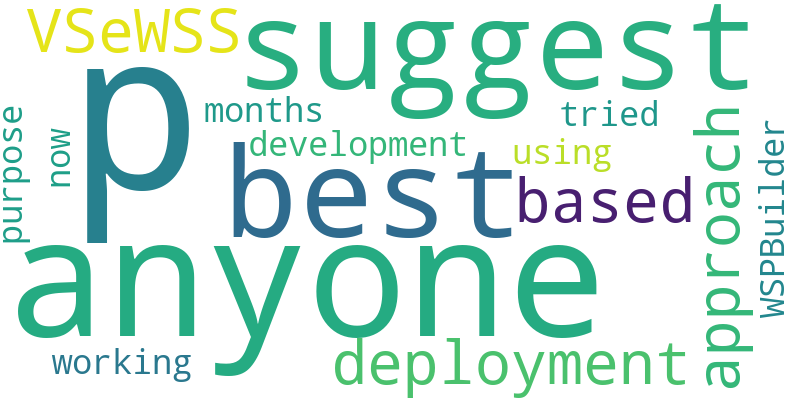 VSeWSS
suggest
p
months
tried
development
using
purpose
now
best
based
approach
WSPBuilder
anyone
working
deployment